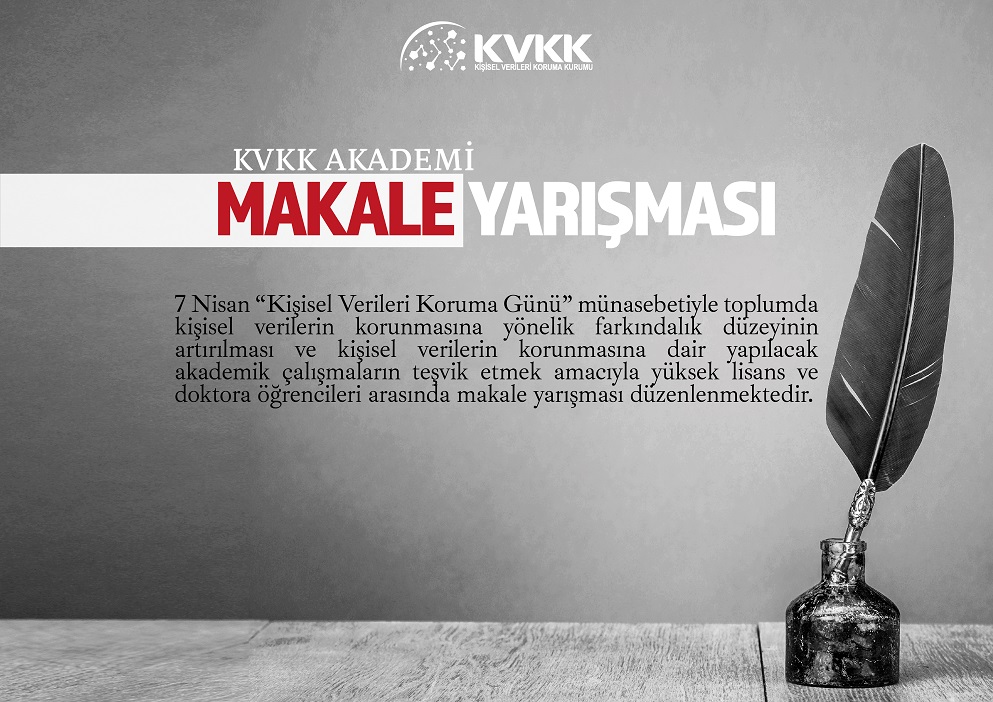 KVKK
KİŞİSEL VERİLERİ KORUMA KURUMU
KVKK AKADEMİ
MAKALE YARIŞMASI
7 Nisan “Kişisel Verileri Koruma Günü” münasebetiyle toplumda
kişisel verilerin korunmasına yönelik farkındalık düzeyinin
artırılması ve kişisel verilerin korunmasına dair yapılacak
akademik çalışmaların teşvik etmek amacıyla yüksek lisans ve
doktora öğrencileri arasında makale yarışması düzenlenmektedir.